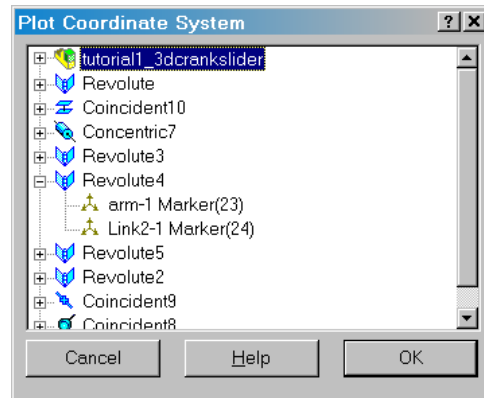 Plot Coordinate System
tutorial1_3dcrankslider
Revolute
Coincident10
Concentric7
Revolute3
Revolute4
arm-1 Marker(23)
Link2-1 Marker(24)
Revolute5
Revolute2
Coincident9
Coincident8
Cancel Help OK